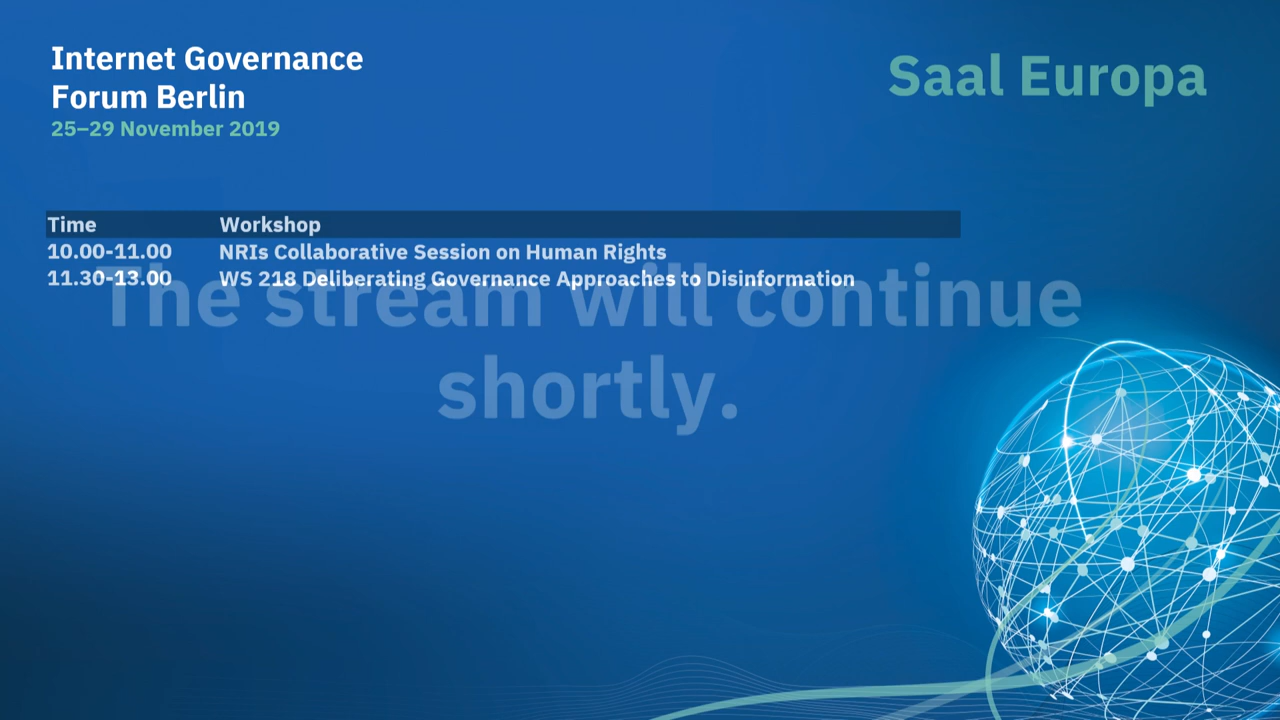 Internet Governance
Forum Berlin
25–29 November 2019
Saal Europa
Time Workshop
10.00-11.00 NRIs Collaborative Session on Human Rights
11.30-13.00 WS 218 Deliberating Governance Approaches to Disinformation
The stream will continue
shortly.